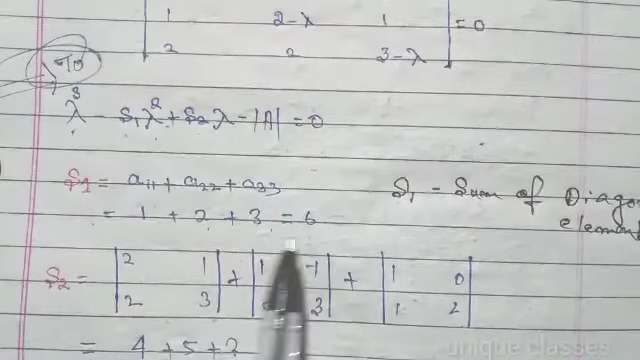 1 2-λ 1 = 0
2 2 3-λ
λ³ - S₁λ² + S₂λ - |A| = 0
S₁ = a₁₁ + a₂₂ + a₃₃ S₁ - Sum of Diagon
= 1 + 2 + 3 = 6 element
S₂ = |2 1| + |1 -1| + |1 0|
2 3 3 1 2
= 4 + 5 + 2
unique classes